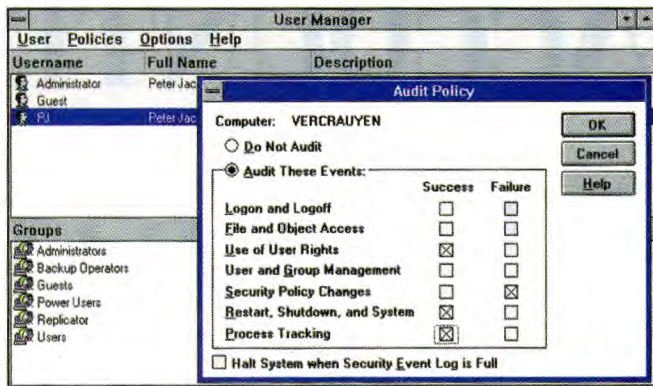 User Manager
User Policies Options Help
Username Full Name Description
Administrator Peter Jac
Guest
PJ Peter Jac
Audit Policy
Computer: VERCRAUYEN
Do Not Audit
Audit These Events:
Success Failure
Logon and Logoff
File and Object Access
Use of User Rights
User and Group Management
Security Policy Changes
Restart, Shutdown, and System
Process Tracking
Halt System when Security Event Log is Full
OK
Cancel
Help
Groups
Administrators
Backup Operators
Guests
Power Users
Replicator
Users